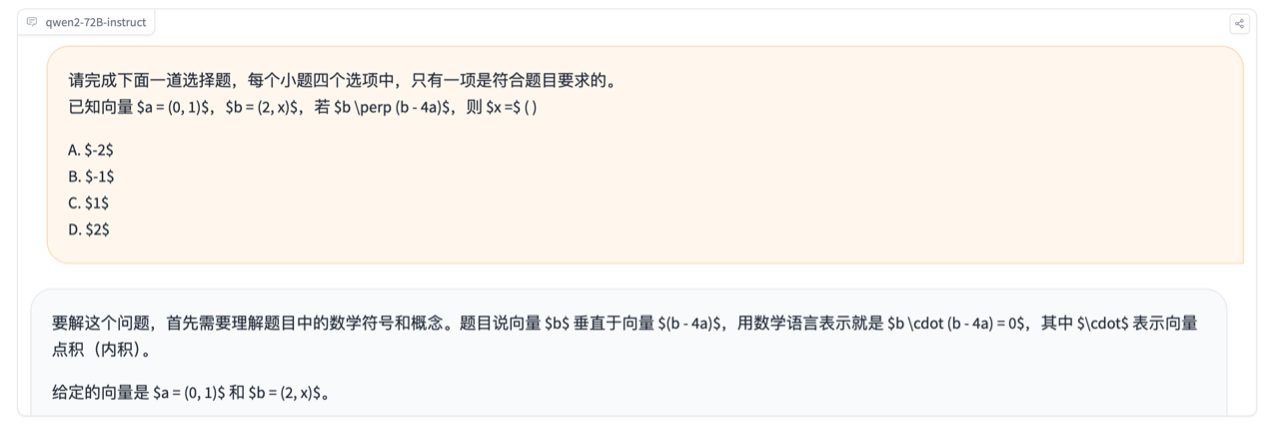 qwen2-72B-instruct
请完成下面一道选择题，每个小题四个选项中，只有一项是符合题目要求的。
已知向量 $a = (0, 1)$，$b = (2, x)$，若 $b \perp (b - 4a)$，则 $x =$ ( )
A. $-2$
B. $-1$
C. $1$
D. $2$
要解这个问题，首先需要理解题目中的数学符号和概念。题目说向量 $b$ 垂直于向量 $(b - 4a)$，用数学语言表示就是 $b \cdot (b - 4a) = 0$，其中 $\cdot$ 表示向量
点积（内积）。
给定的向量是 $a = (0, 1)$ 和 $b = (2, x)$。